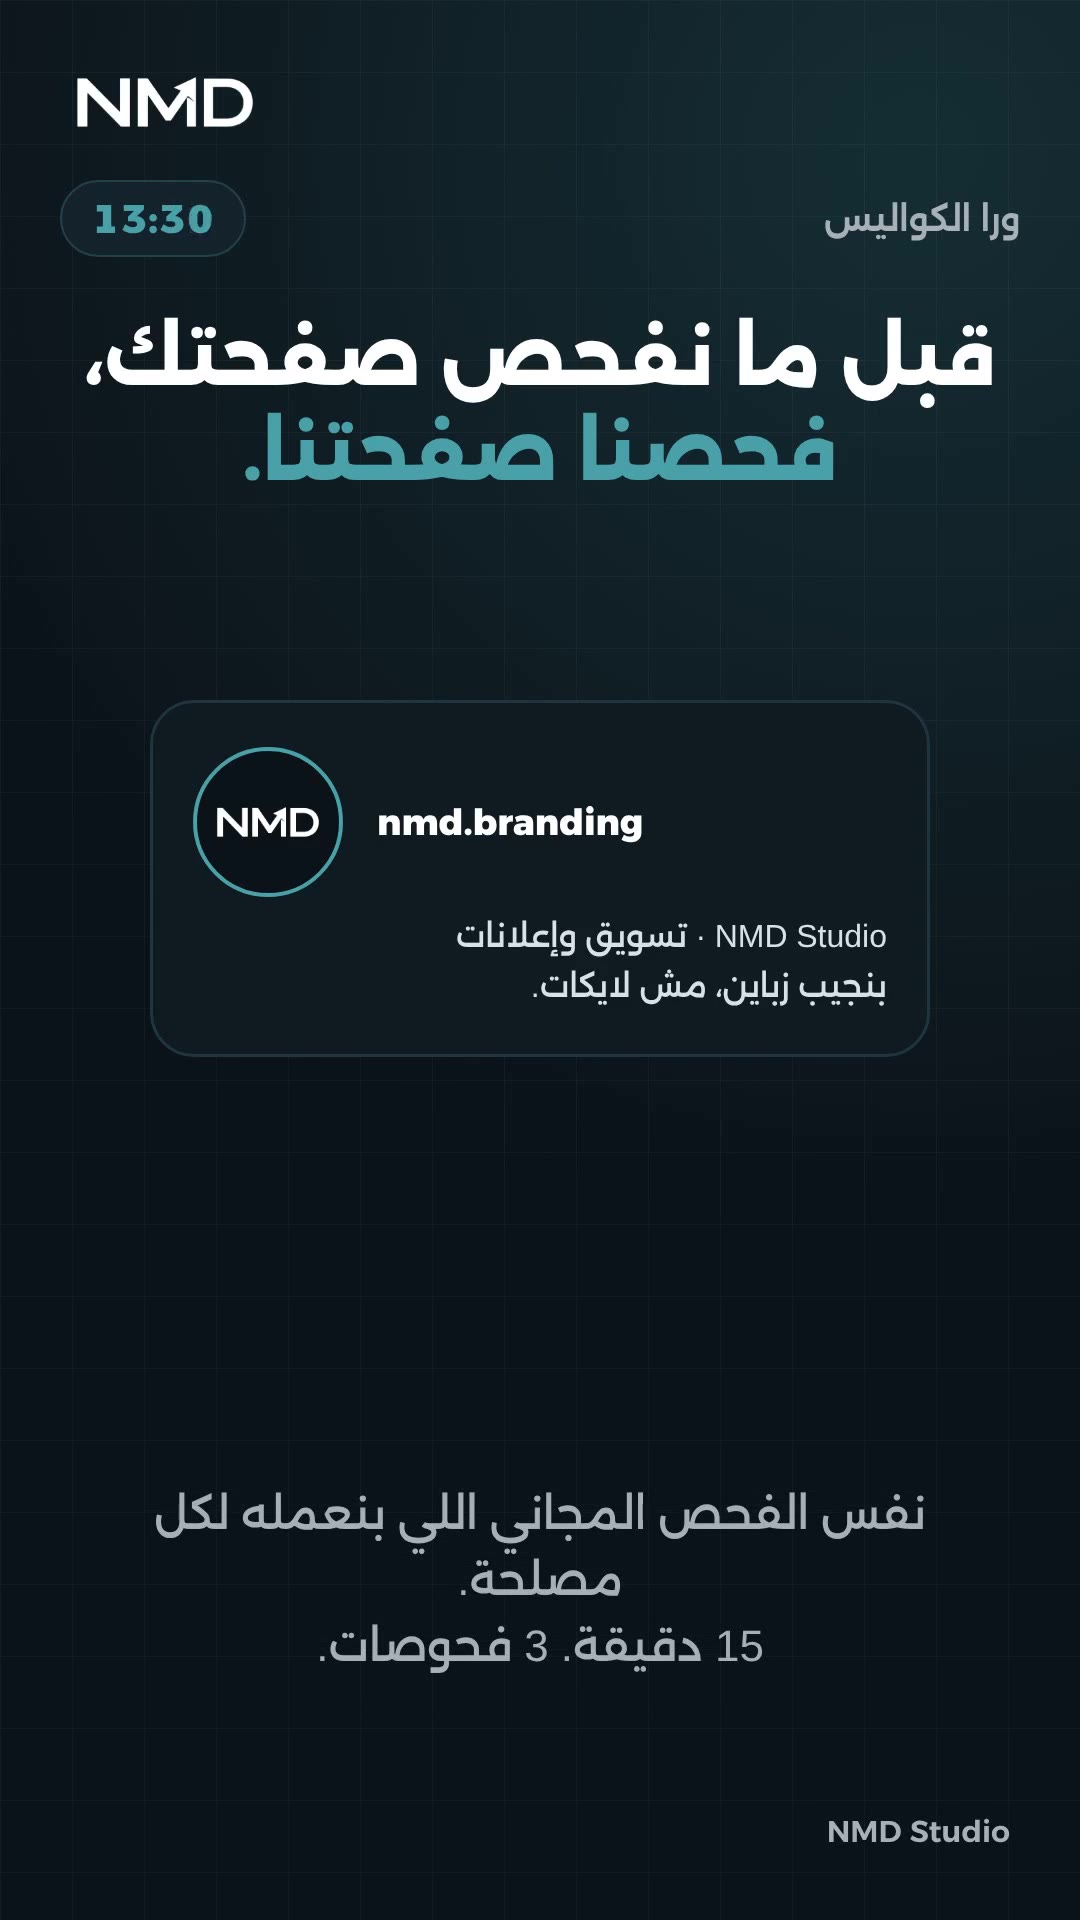 NMD
13:30
ورا الكواليس
قبل ما نفحص صفحتك،
فحصنا صفحتنا.
NMD
nmd.branding
NMD Studio · تسويق وإعلانات
بنجيب زباين، مش لايكات.
نفس الفحص المجاني اللي بنعمله لكل
مصلحة.
15 دقيقة. 3 فحوصات.
NMD Studio